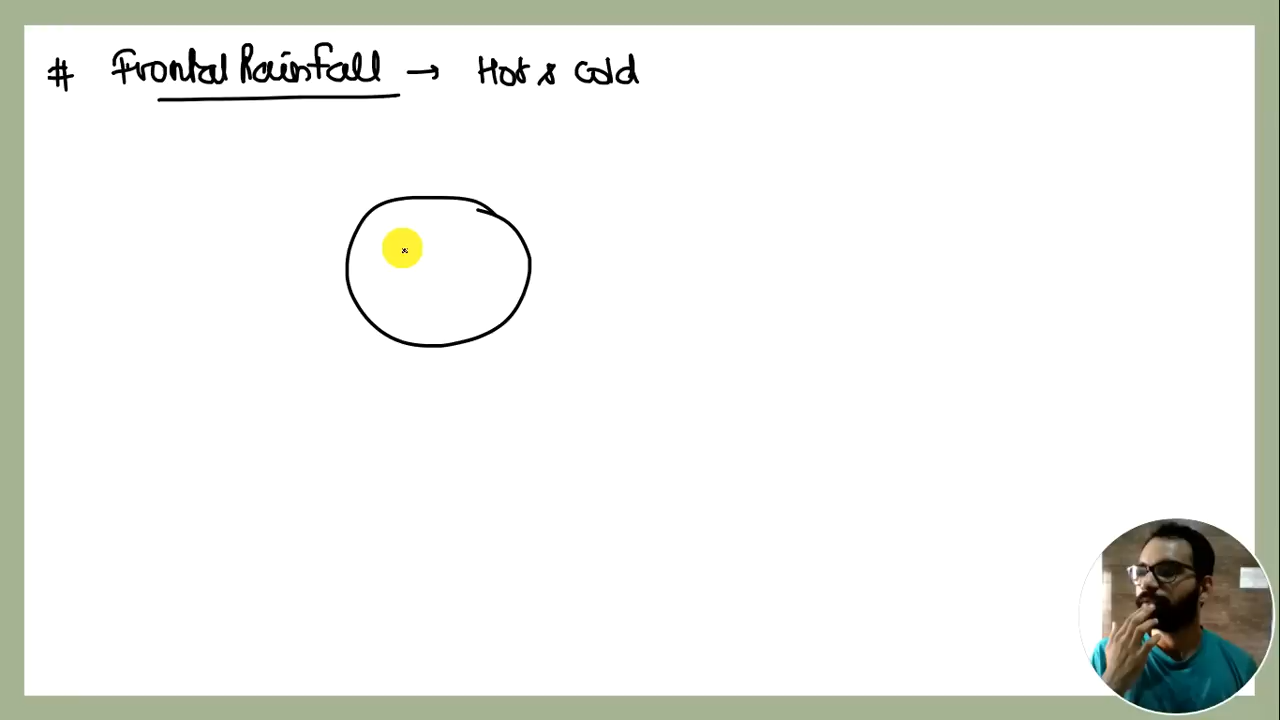 # Frontal Rainfall → Hot & Cold